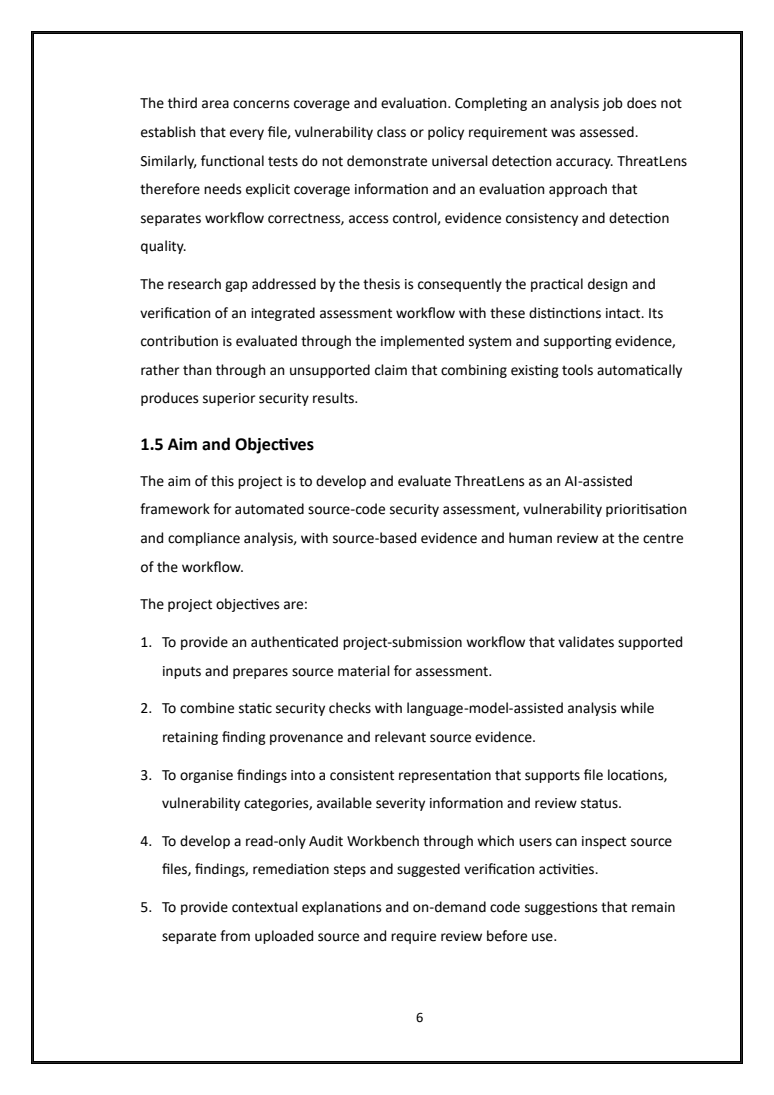 The third area concerns coverage and evaluation. Completing an analysis job does not
establish that every file, vulnerability class or policy requirement was assessed.
Similarly, functional tests do not demonstrate universal detection accuracy. ThreatLens
therefore needs explicit coverage information and an evaluation approach that
separates workflow correctness, access control, evidence consistency and detection
quality.
The research gap addressed by the thesis is consequently the practical design and
verification of an integrated assessment workflow with these distinctions intact. Its
contribution is evaluated through the implemented system and supporting evidence,
rather than through an unsupported claim that combining existing tools automatically
produces superior security results.
1.5 Aim and Objectives
The aim of this project is to develop and evaluate ThreatLens as an AI-assisted
framework for automated source-code security assessment, vulnerability prioritisation
and compliance analysis, with source-based evidence and human review at the centre
of the workflow.
The project objectives are:
1. To provide an authenticated project-submission workflow that validates supported
inputs and prepares source material for assessment.
2. To combine static security checks with language-model-assisted analysis while
retaining finding provenance and relevant source evidence.
3. To organise findings into a consistent representation that supports file locations,
vulnerability categories, available severity information and review status.
4. To develop a read-only Audit Workbench through which users can inspect source
files, findings, remediation steps and suggested verification activities.
5. To provide contextual explanations and on-demand code suggestions that remain
separate from uploaded source and require review before use.
6